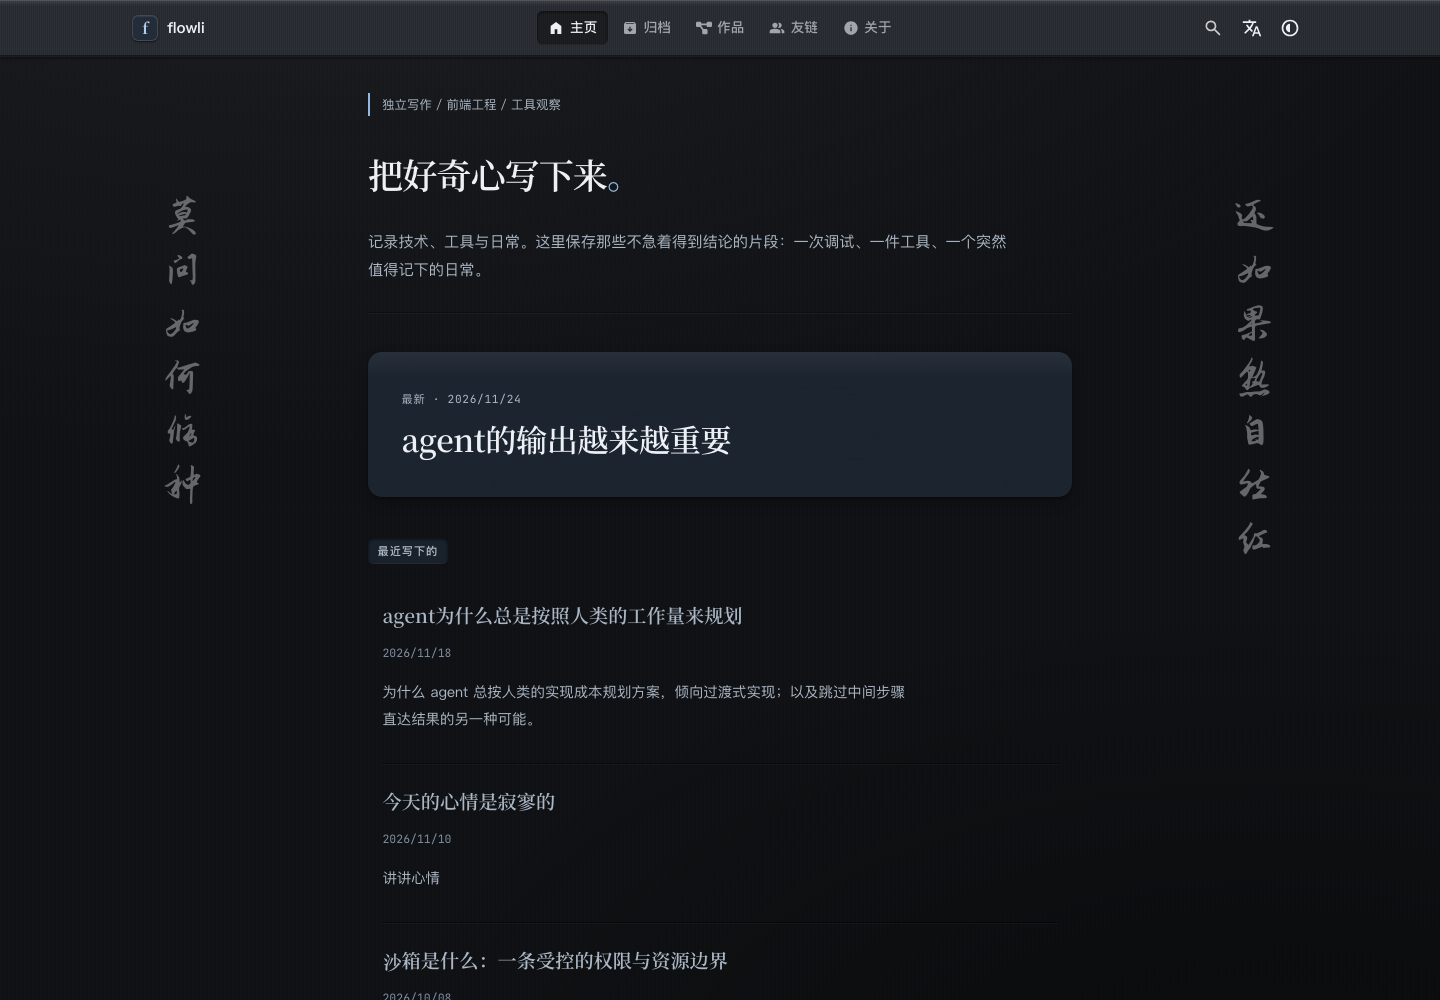 f flowli
主页 归档 作品 友链 关于
独立写作 / 前端工程 / 工具观察
把好奇心写下来。
记录技术、工具与日常。这里保存那些不急着得到结论的片段：一次调试、一件工具、一个突然
值得记下的日常。
莫问如何修种
还如果熟自然红
最新 · 2026/11/24
agent的输出越来越重要
最近写下的
agent为什么总是按照人类的工作量来规划
2026/11/18
为什么 agent 总按人类的实现成本规划方案，倾向过渡式实现；以及跳过中间步骤
直达结果的另一种可能。
今天的心情是寂寥的
2026/11/10
讲讲心情
沙箱是什么：一条受控的权限与资源边界
2026/10/08